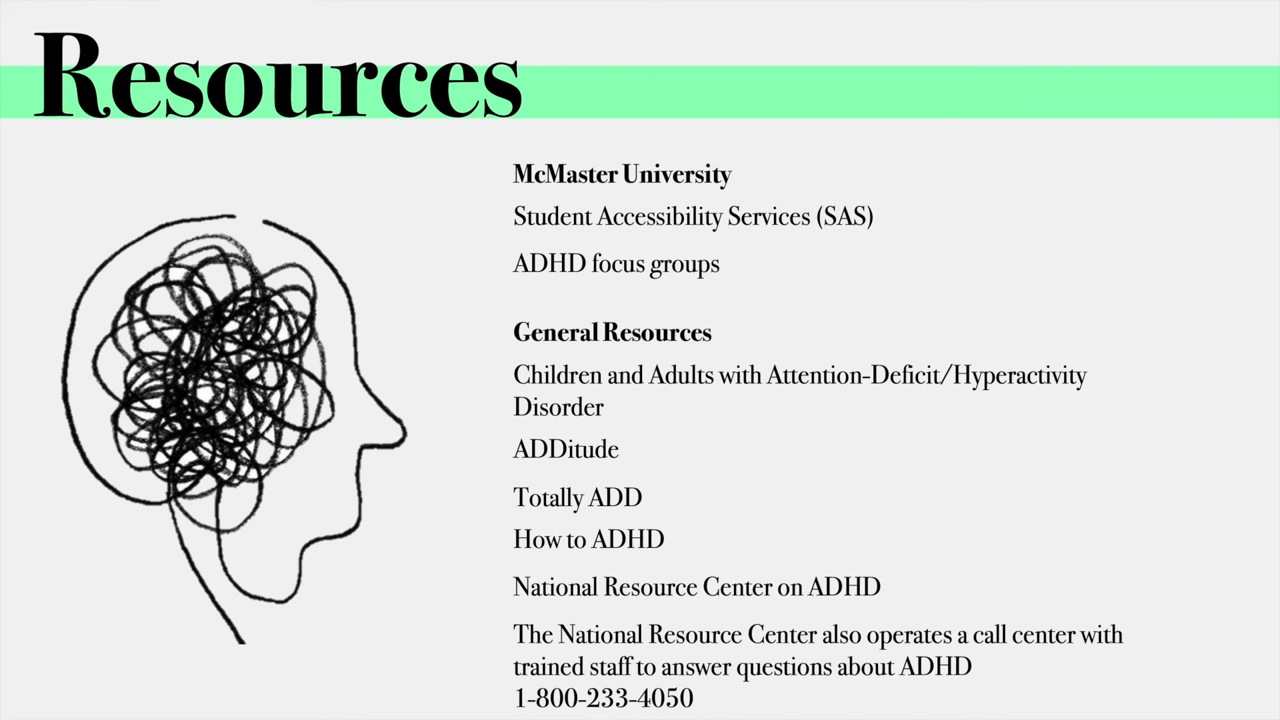 Resources
McMaster University
Student Accessibility Services (SAS)
ADHD focus groups
General Resources
Children and Adults with Attention-Deficit/Hyperactivity
Disorder
ADDitude
Totally ADD
How to ADHD
National Resource Center on ADHD
The National Resource Center also operates a call center with
trained staff to answer questions about ADHD
1-800-233-4050